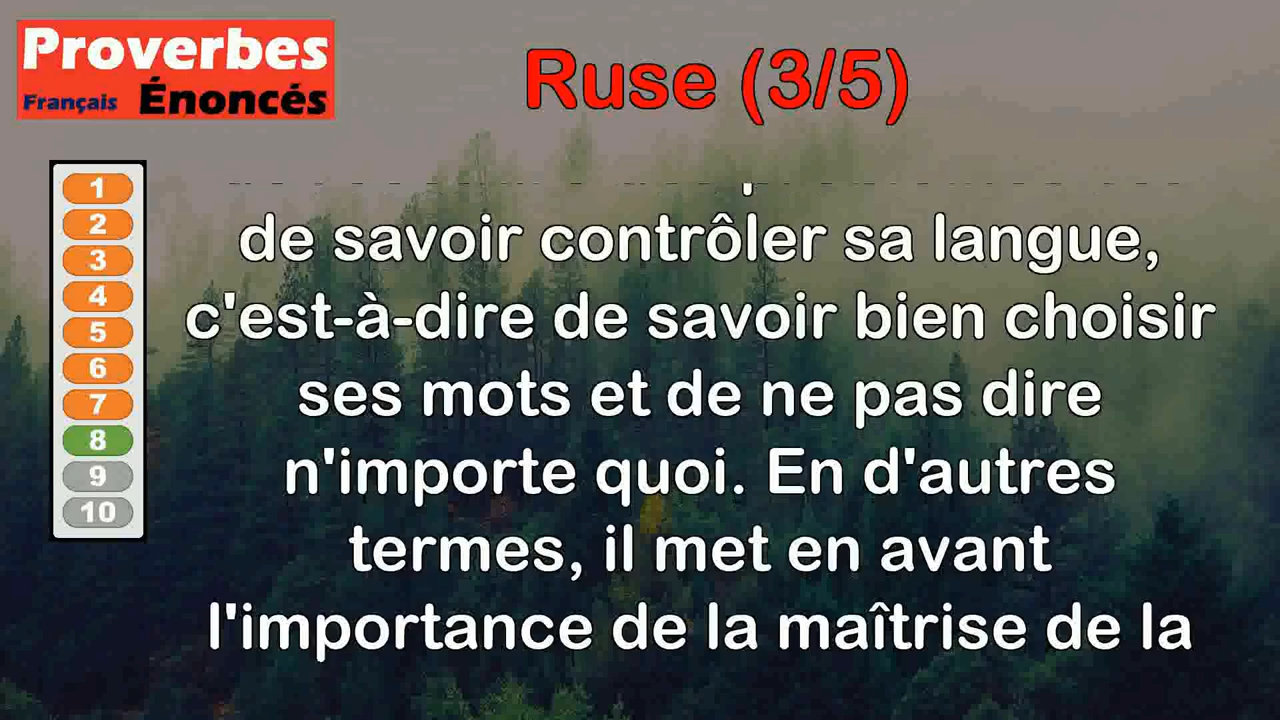 Proverbes
Français Énoncés
Ruse (3/5)
1
2
3
4
5
6
7
8
9
10
de savoir contrôler sa langue,
c'est-à-dire de savoir bien choisir
ses mots et de ne pas dire
n'importe quoi. En d'autres
termes, il met en avant
l'importance de la maîtrise de la